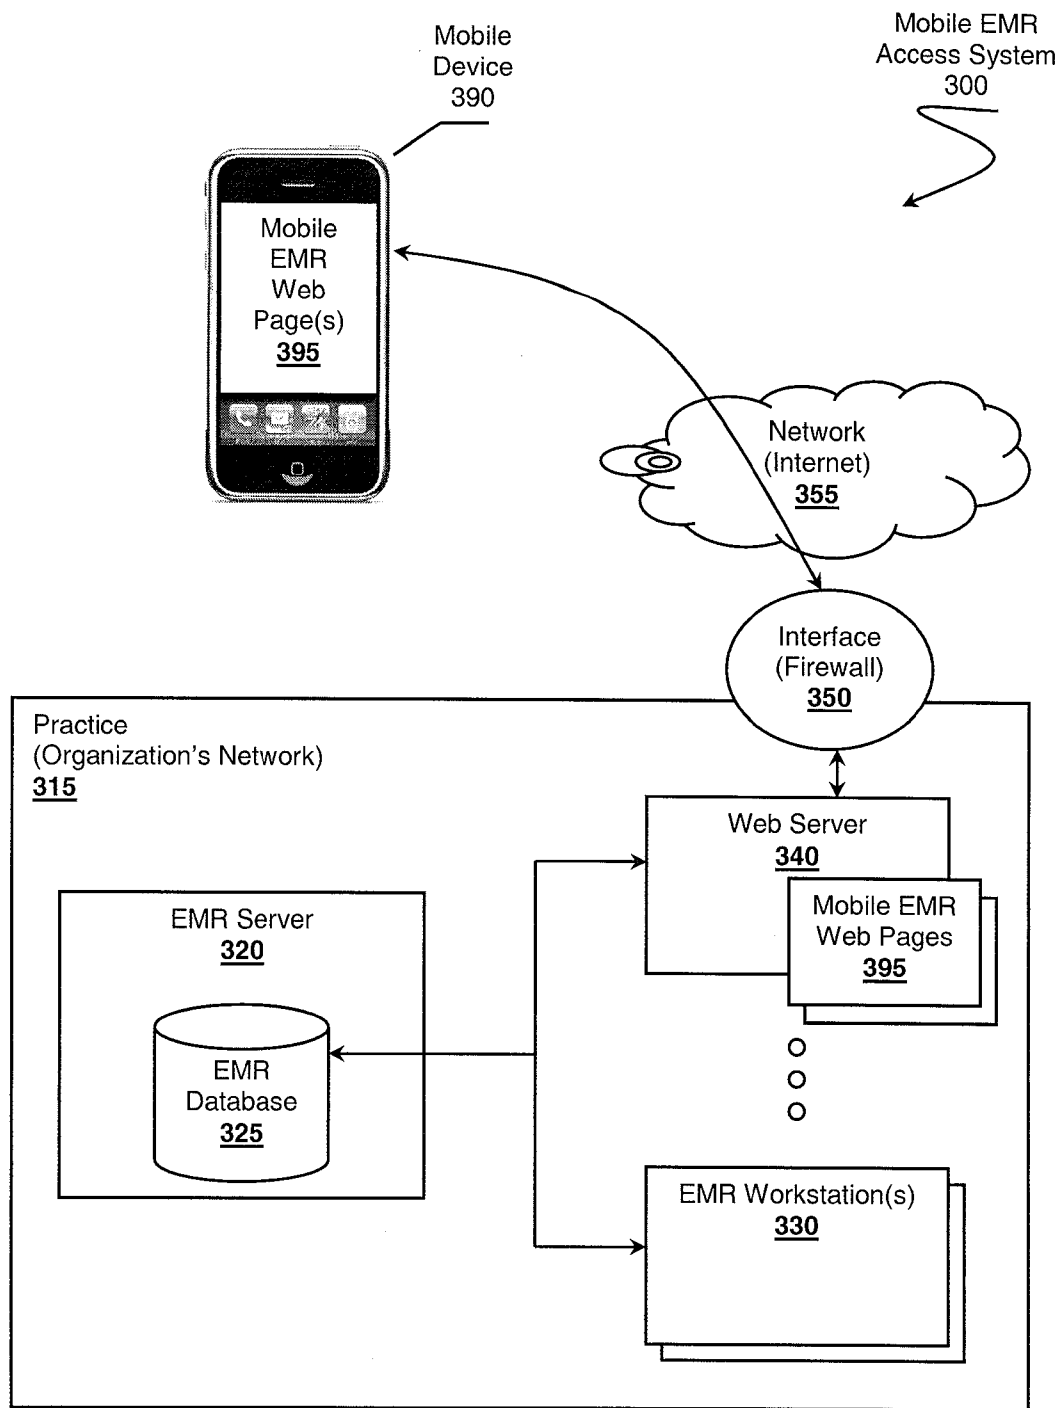 Mobile
Device
390
Mobile EMR
Access System
300
Mobile
EMR
Web
Page(s)
395
Network
(Internet)
355
Interface
(Firewall)
350
Practice
(Organization's Network)
315
Web Server
340
Mobile EMR
Web Pages
395
EMR Server
320
EMR
Database
325
EMR Workstation(s)
330